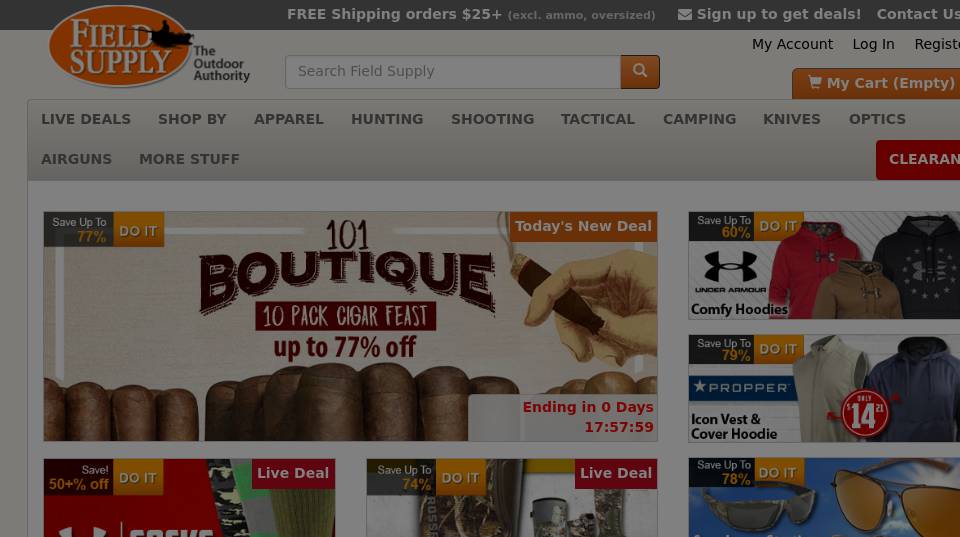 FREE Shipping orders $25+ (excl. ammo, oversized)
Sign up to get deals!
Contact Us
FIELD
SUPPLY
The
Outdoor
Authority
My Account
Log In
Search Field Supply
My Cart (Empty)
LIVE DEALS
SHOP BY
APPAREL
HUNTING
SHOOTING
TACTICAL
CAMPING
KNIVES
OPTICS
AIRGUNS
MORE STUFF
Save Up To
77%
DO IT
Today's New Deal
101
BOUTIQUE
10 PACK CIGAR FEAST
up to 77% off
Ending in 0 Days
17:57:59
Save Up To
60%
DO IT
UNDER ARMOUR
Comfy Hoodies
Save Up To
79%
DO IT
PROPPER
ONLY
$14 21
Icon Vest &
Cover Hoodie
Save!
50+% off
DO IT
Live Deal
Save Up To
74%
DO IT
Live Deal
Save Up To
78%
DO IT